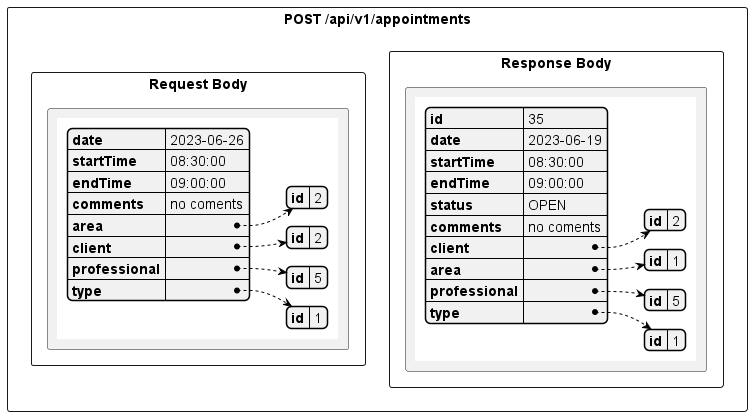 POST /api/v1/appointments
Request Body
date 2023-06-26
startTime 08:30:00
endTime 09:00:00
comments no coments
area
client
professional
type
id 2
id 2
id 5
id 1
Response Body
id 35
date 2023-06-19
startTime 08:30:00
endTime 09:00:00
status OPEN
comments no coments
client
area
professional
type
id 2
id 1
id 5
id 1